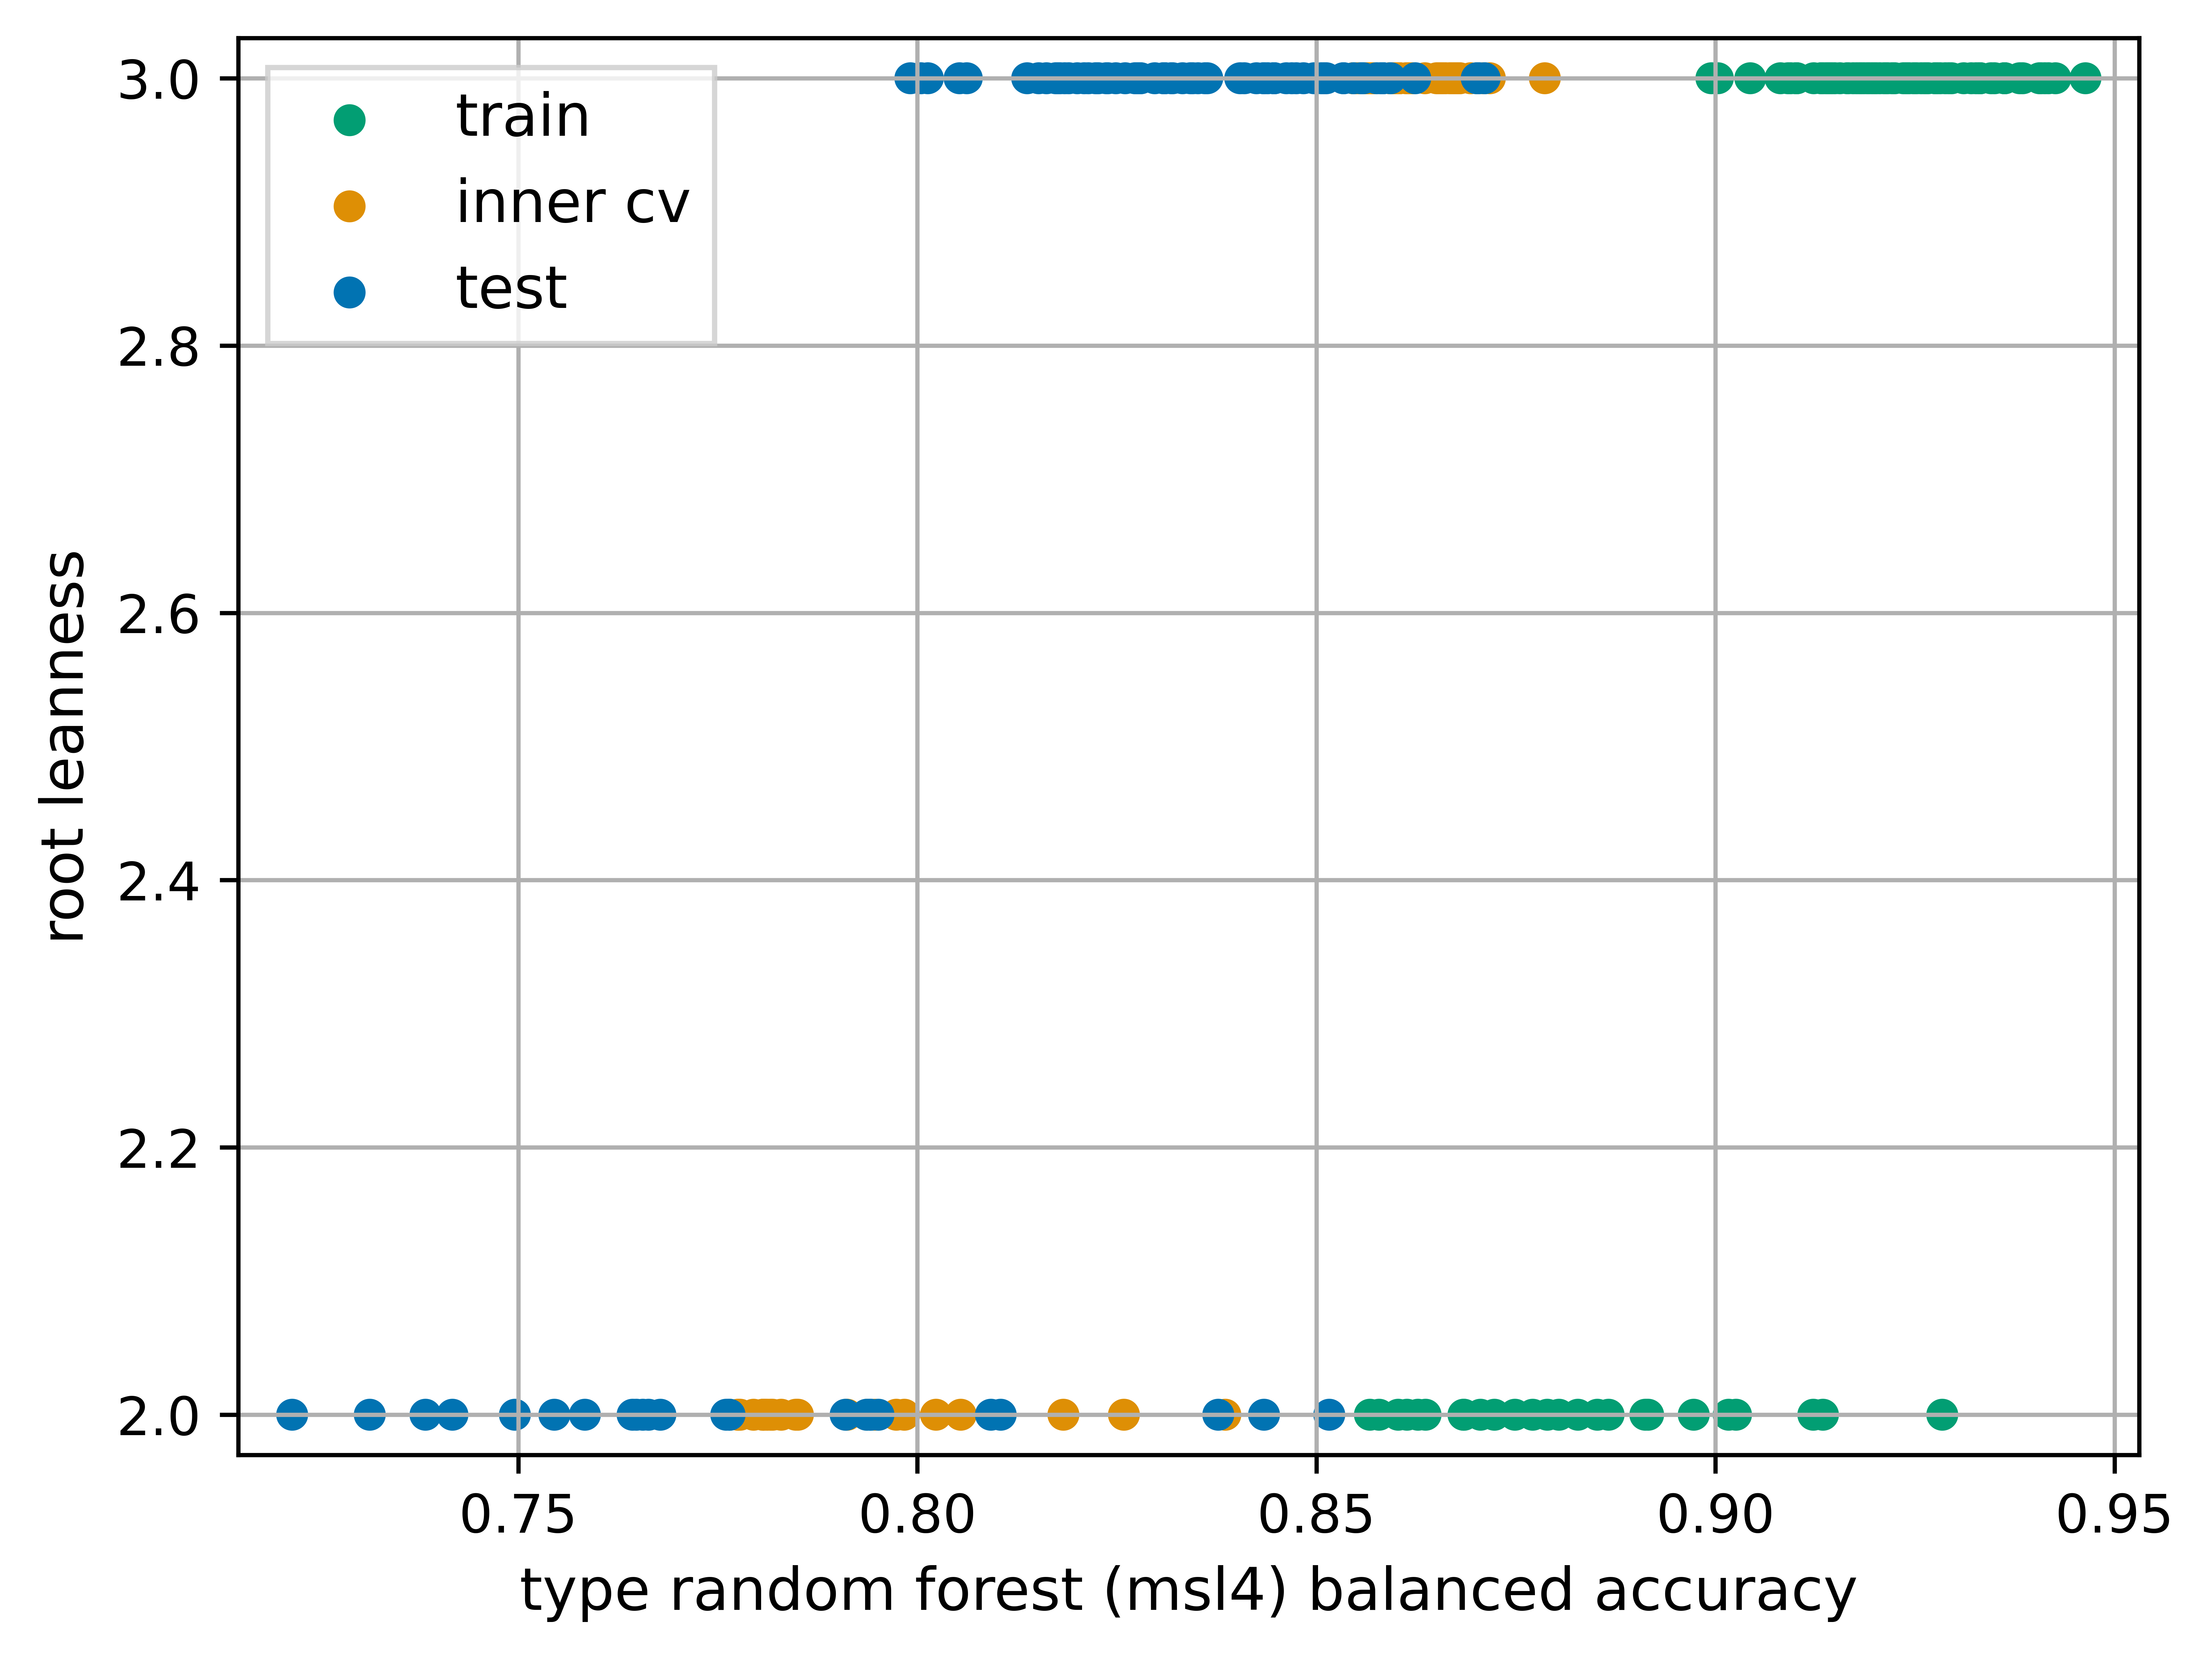 train
inner cv
test
root leanness
3.0
2.8
2.6
2.4
2.2
2.0
0.75
0.80
0.85
0.90
0.95
type random forest (msl4) balanced accuracy